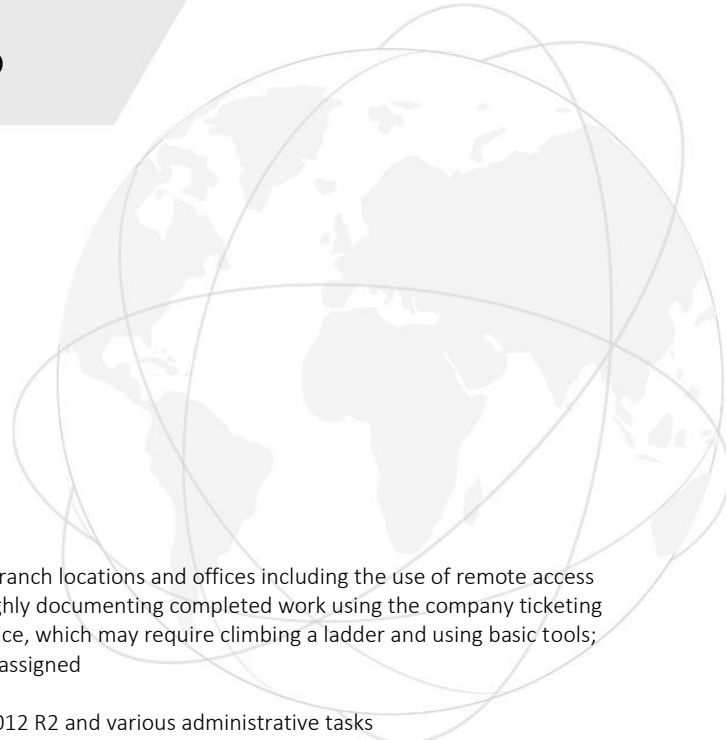 ranch locations and offices including the use of remote access
ghly documenting completed work using the company ticketing
ce, which may require climbing a ladder and using basic tools;
assigned
012 R2 and various administrative tasks